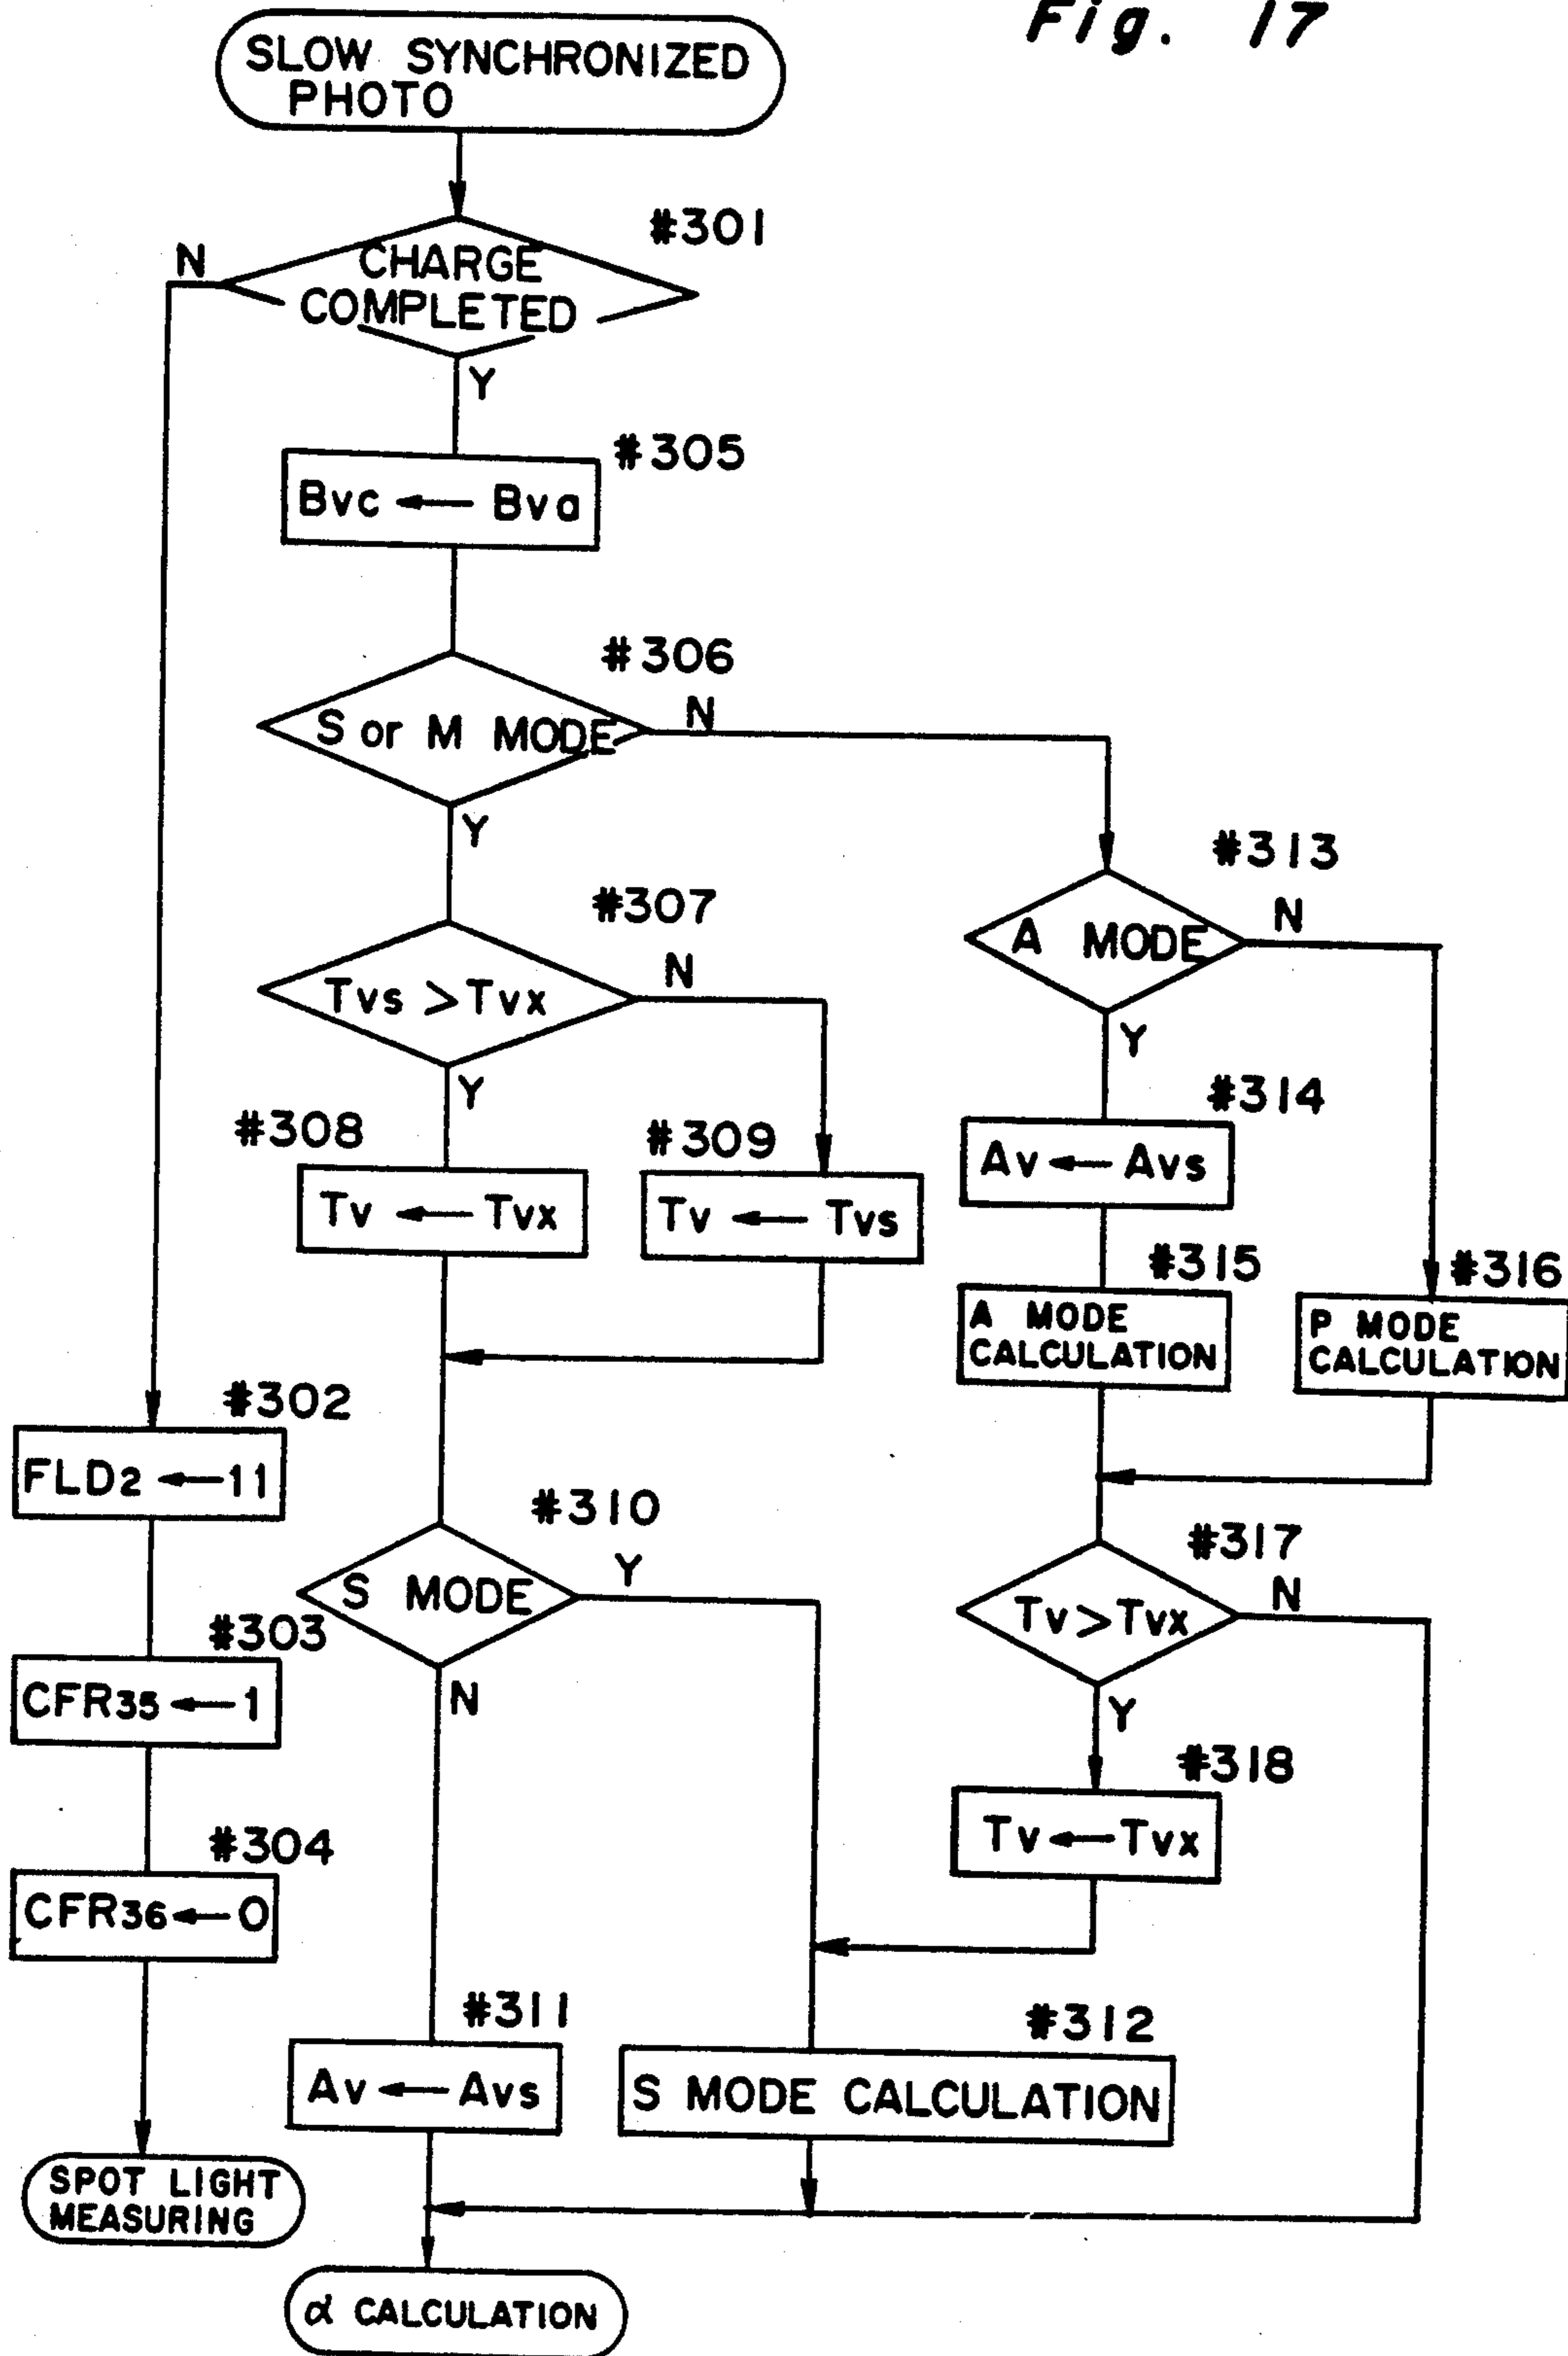 Fig. 17
SLOW SYNCHRONIZED
PHOTO
#301
N
CHARGE
COMPLETED
Y
#305
Bvc ← Bva
#306
S or M MODE
N
Y
#313
A MODE
N
#307
Tvs > Tvx
N
Y
Y
#314
Av ← Avs
#308
#309
Tv ← Tvx
Tv ← Tvs
#315
#316
A MODE
CALCULATION
P MODE
CALCULATION
#302
FLD2 ← 11
#310
S MODE
Y
N
#317
Tv > Tvx
N
Y
#303
CFR35 ← 1
#318
Tv ← Tvx
#304
CFR36 ← 0
#311
#312
Av ← Avs
S MODE CALCULATION
SPOT LIGHT
MEASURING
α CALCULATION